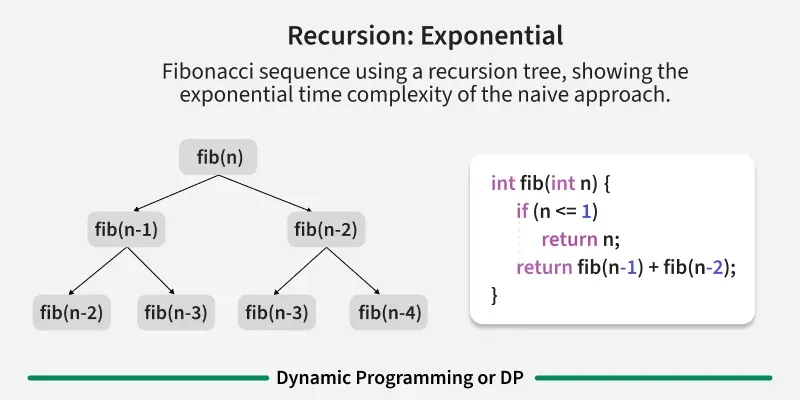 Recursion: Exponential
Fibonacci sequence using a recursion tree, showing the
exponential time complexity of the naive approach.
fib(n)
fib(n-1)
fib(n-2)
fib(n-2)
fib(n-3)
fib(n-3)
fib(n-4)
int fib(int n) {
if (n <= 1)
return n;
return fib(n-1) + fib(n-2);
}
Dynamic Programming or DP